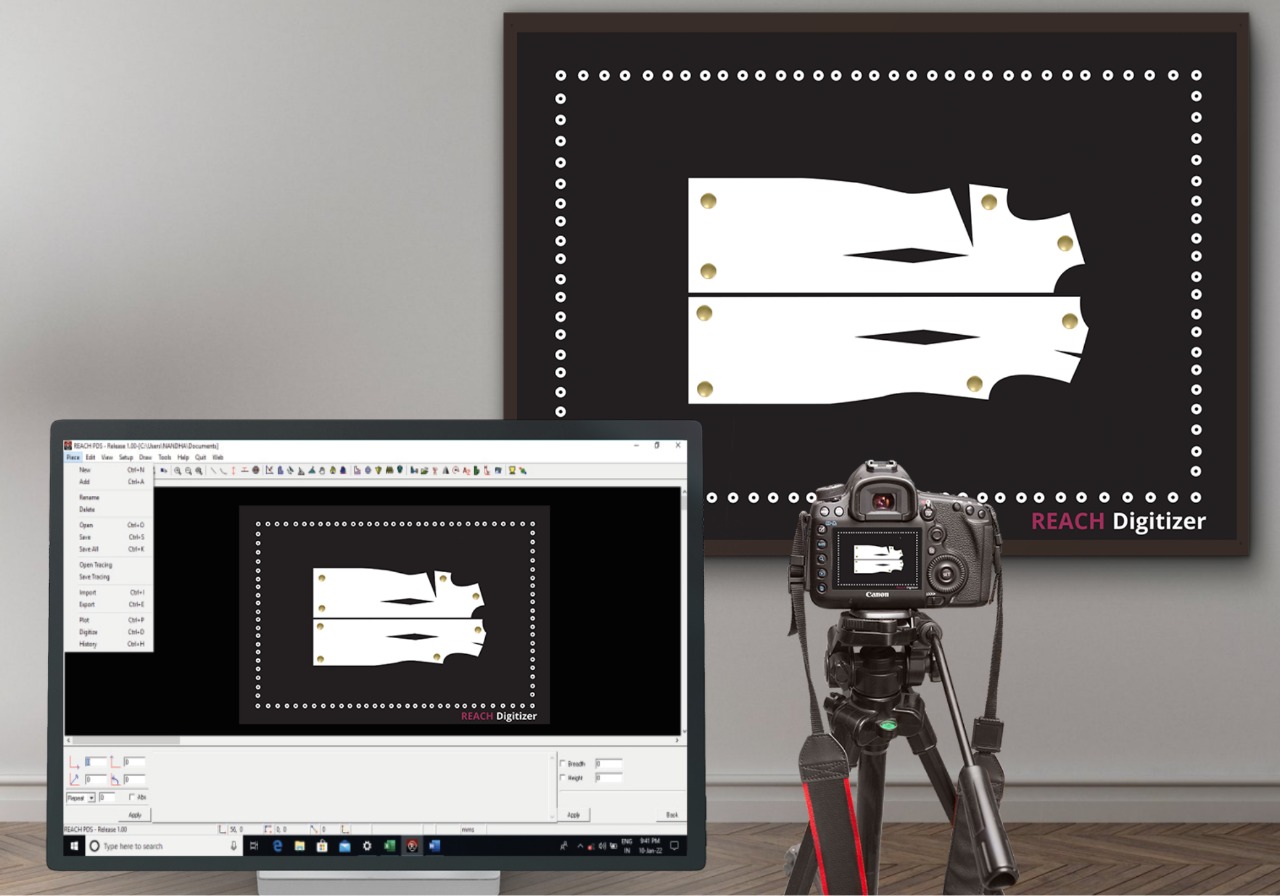 REACH Digitizer
REACH PDS - Release 1.00-[C:\Users\NANDHA\Documents]
Piece Edit View Setup Draw Tools Help Quit Web
New Ctrl+N
Add Ctrl+A
Rename
Delete
Open Ctrl+O
Save Ctrl+S
Save All Ctrl+K
Open Tracing
Save Tracing
Import Ctrl+I
Export Ctrl+E
Plot Ctrl+P
Digitize Ctrl+D
History Ctrl+H
REACH Digitizer
Canon
0 0
0 0
Repeat 0 Abs
Apply
Breadth 0
Height 0
Apply Back
REACH PDS - Release 1.00 56, 0 0, 0 0 mms
Type here to search
ENG 9:41 PM
IN 10-Jan-22